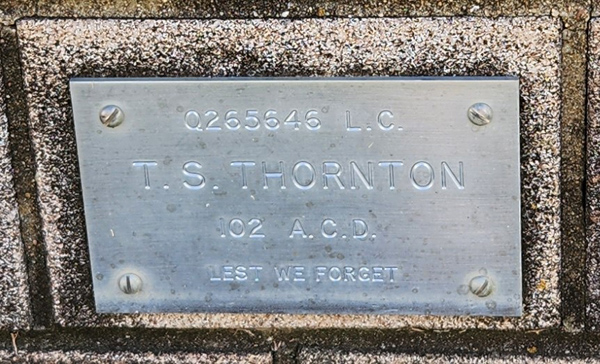 Q265646 L.C.
T. S. THORNTON
102 A.C.D.
LEST WE FORGET